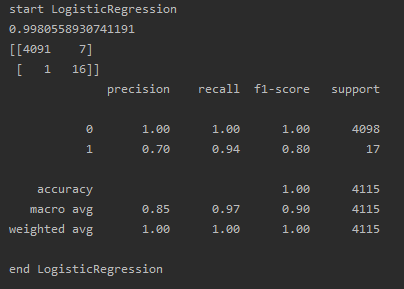 start LogisticRegression
0.9980558930741191
[[4091    7]
 [   1   16]]
              precision    recall  f1-score   support

           0       1.00      1.00      1.00      4098
           1       0.70      0.94      0.80        17

    accuracy                           1.00      4115
   macro avg       0.85      0.97      0.90      4115
weighted avg       1.00      1.00      1.00      4115

end LogisticRegression